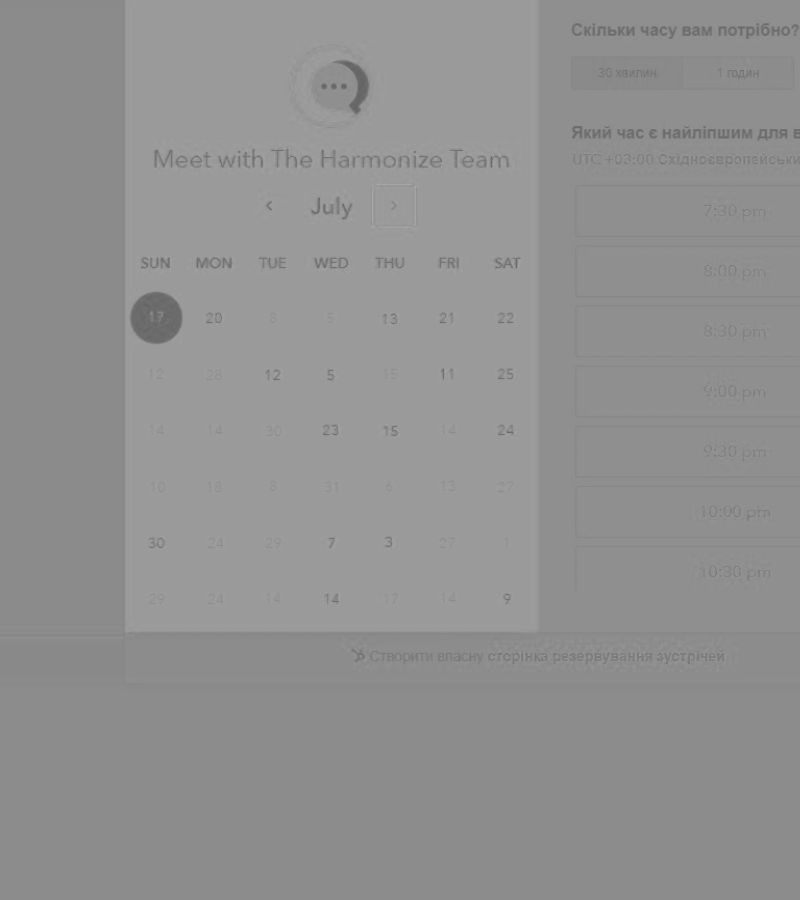 Meet with The Harmonize Team
July
SUN MON TUE WED THU FRI SAT
17 20 8 5 13 21 22
12 28 12 5 15 11 25
14 14 30 23 15 14 24
10 18 8 31 6 13 27
30 24 29 7 3 27 1
29 24 14 14 17 14 9
Скільки часу вам потрібно?
30 хвилин 1 годин
Який час є найліпшим для
UTC +03:00
7:30 pm
8:00 pm
8:30 pm
9:00 pm
9:30 pm
10:00 pm
10:30 pm
Створити власну сторінка резервування зустрічей